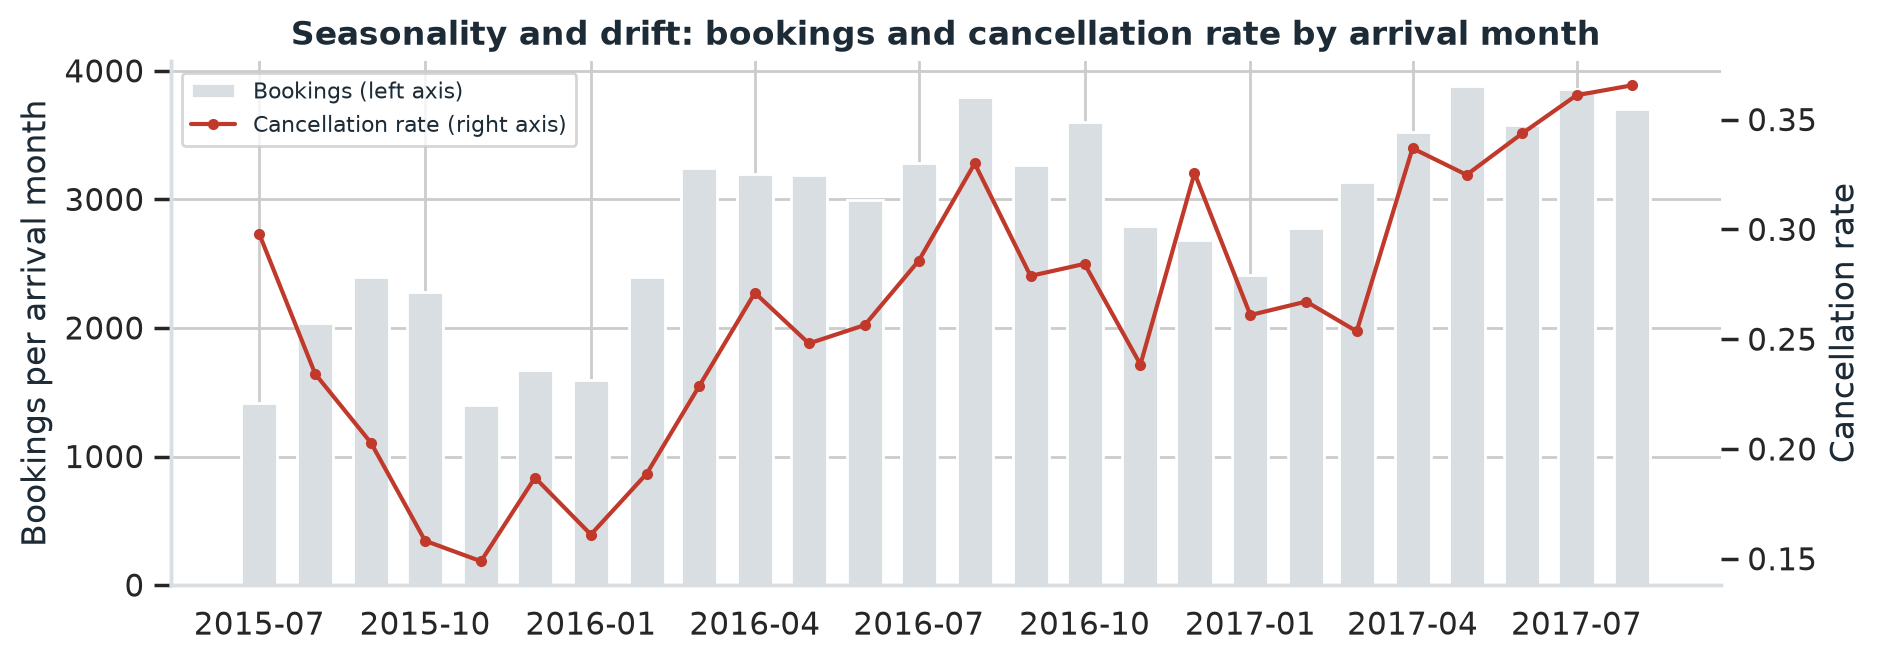 Seasonality and drift: bookings and cancellation rate by arrival month
Bookings per arrival month
4000
3000
2000
1000
0
Bookings (left axis)
Cancellation rate (right axis)
0.35
0.30
0.25
0.20
0.15
Cancellation rate
2015-07 2015-10 2016-01 2016-04 2016-07 2016-10 2017-01 2017-04 2017-07